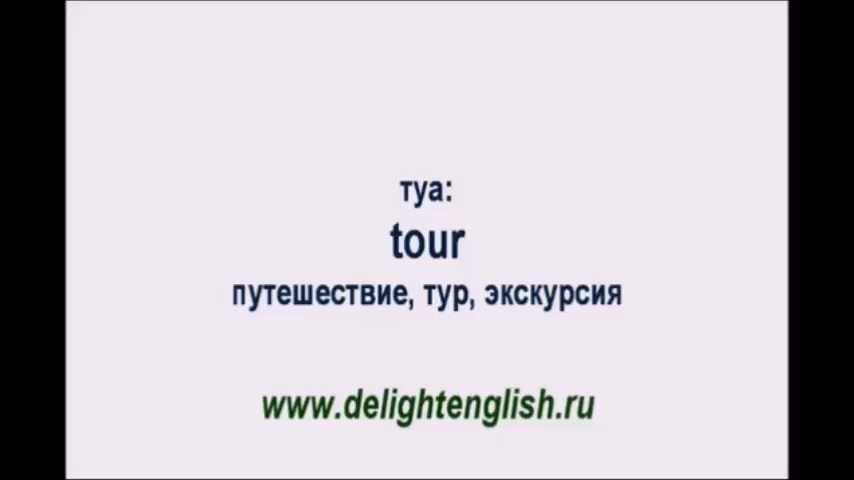 туа:
tour
путешествие, тур, экскурсия
www.delightenglish.ru